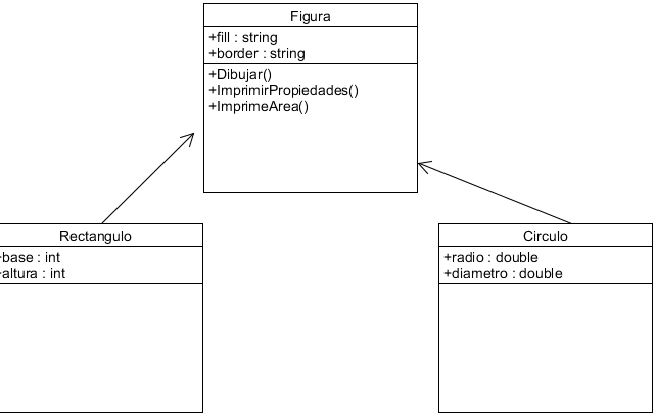 Figura
+fill : string
+border : string
+Dibujar()
+ImprimirPropiedades()
+ImprimeArea()
Rectangulo
+base : int
+altura : int
Circulo
+radio : double
+diametro : double